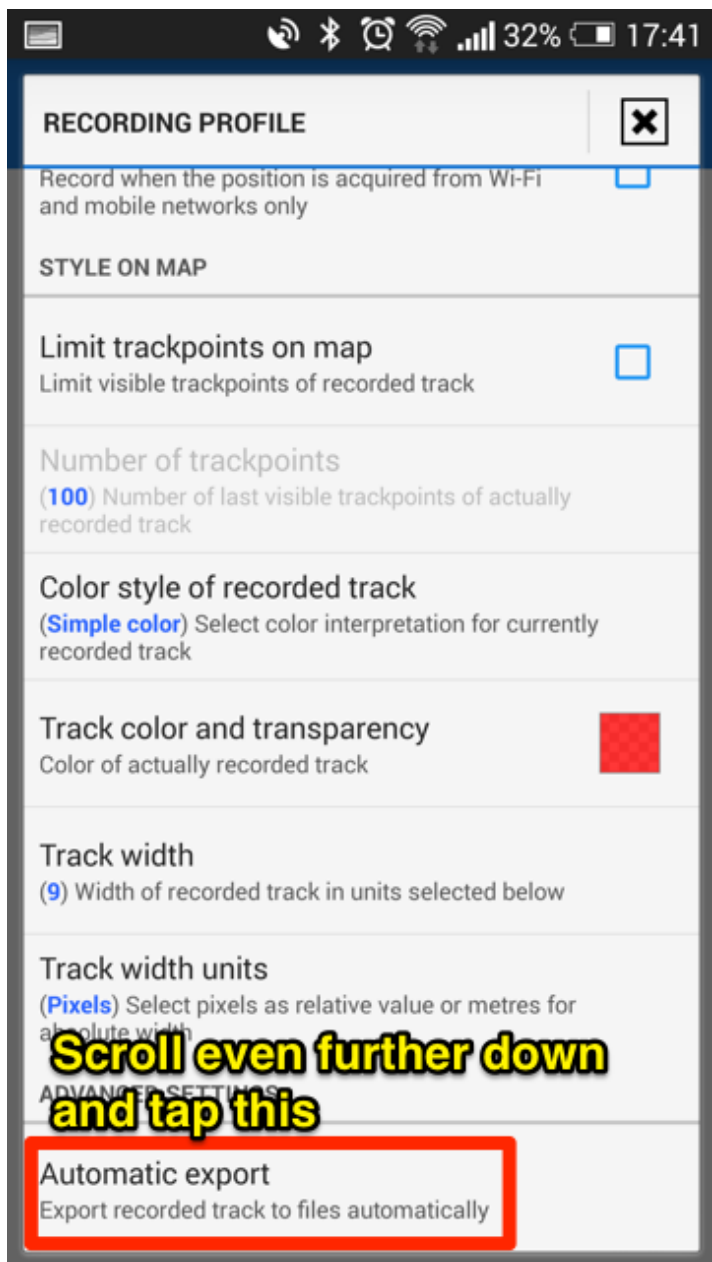 32% 17:41
RECORDING PROFILE
Record when the position is acquired from Wi-Fi
and mobile networks only
STYLE ON MAP
Limit trackpoints on map
Limit visible trackpoints of recorded track
Number of trackpoints
(100) Number of last visible trackpoints of actually
recorded track
Color style of recorded track
(Simple color) Select color interpretation for currently
recorded track
Track color and transparency
Color of actually recorded track
Track width
(9) Width of recorded track in units selected below
Track width units
(Pixels) Select pixels as relative value or metres for
absolute width
Scroll even further down
ADVANCED SETTINGS
and tap this
Automatic export
Export recorded track to files automatically